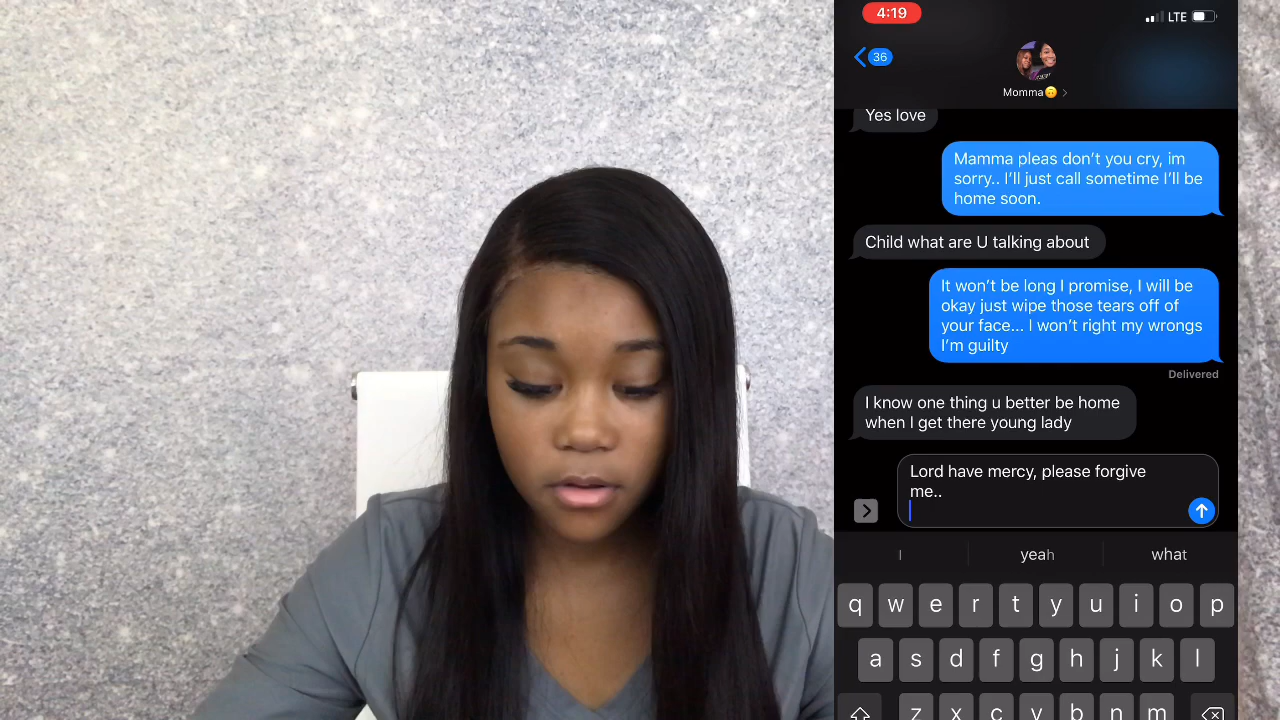 4:19
LTE
36
Momma🙃 >
Yes love
Mamma pleas don’t you cry, im
sorry.. I’ll just call sometime I’ll be
home soon.
Child what are U talking about
It won’t be long I promise, I will be
okay just wipe those tears off of
your face... I won’t right my wrongs
I’m guilty
Delivered
I know one thing u better be home
when I get there young lady
Lord have mercy, please forgive
me..
I yeah what
q w e r t y u i o p
a s d f g h j k l
z x c v b n m